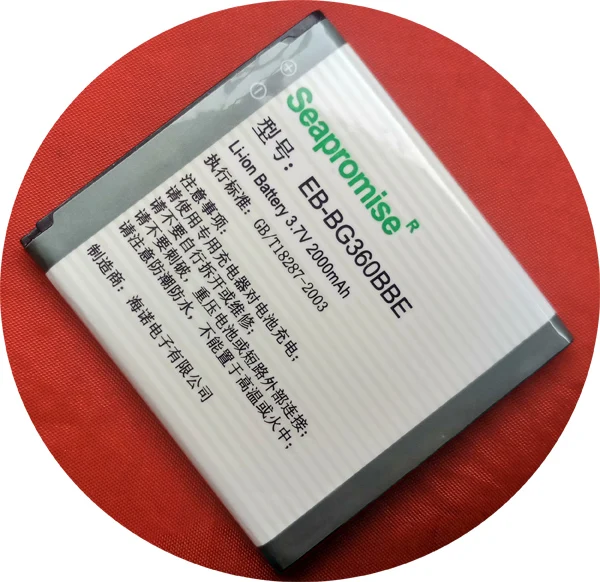 Seapromise®
型号: EB-BG360BBE
Li-ion Battery 3.7V 2000mAh
执行标准: GB/T18287-2003
注意事项:
请使用专用充电器对电池充电;
请不要自行拆开或维修;
请不要刺破,重压电池或短路外部连接;
请注意防潮防水,不能置于高温或火中;
制造商: 海诺电子有限公司